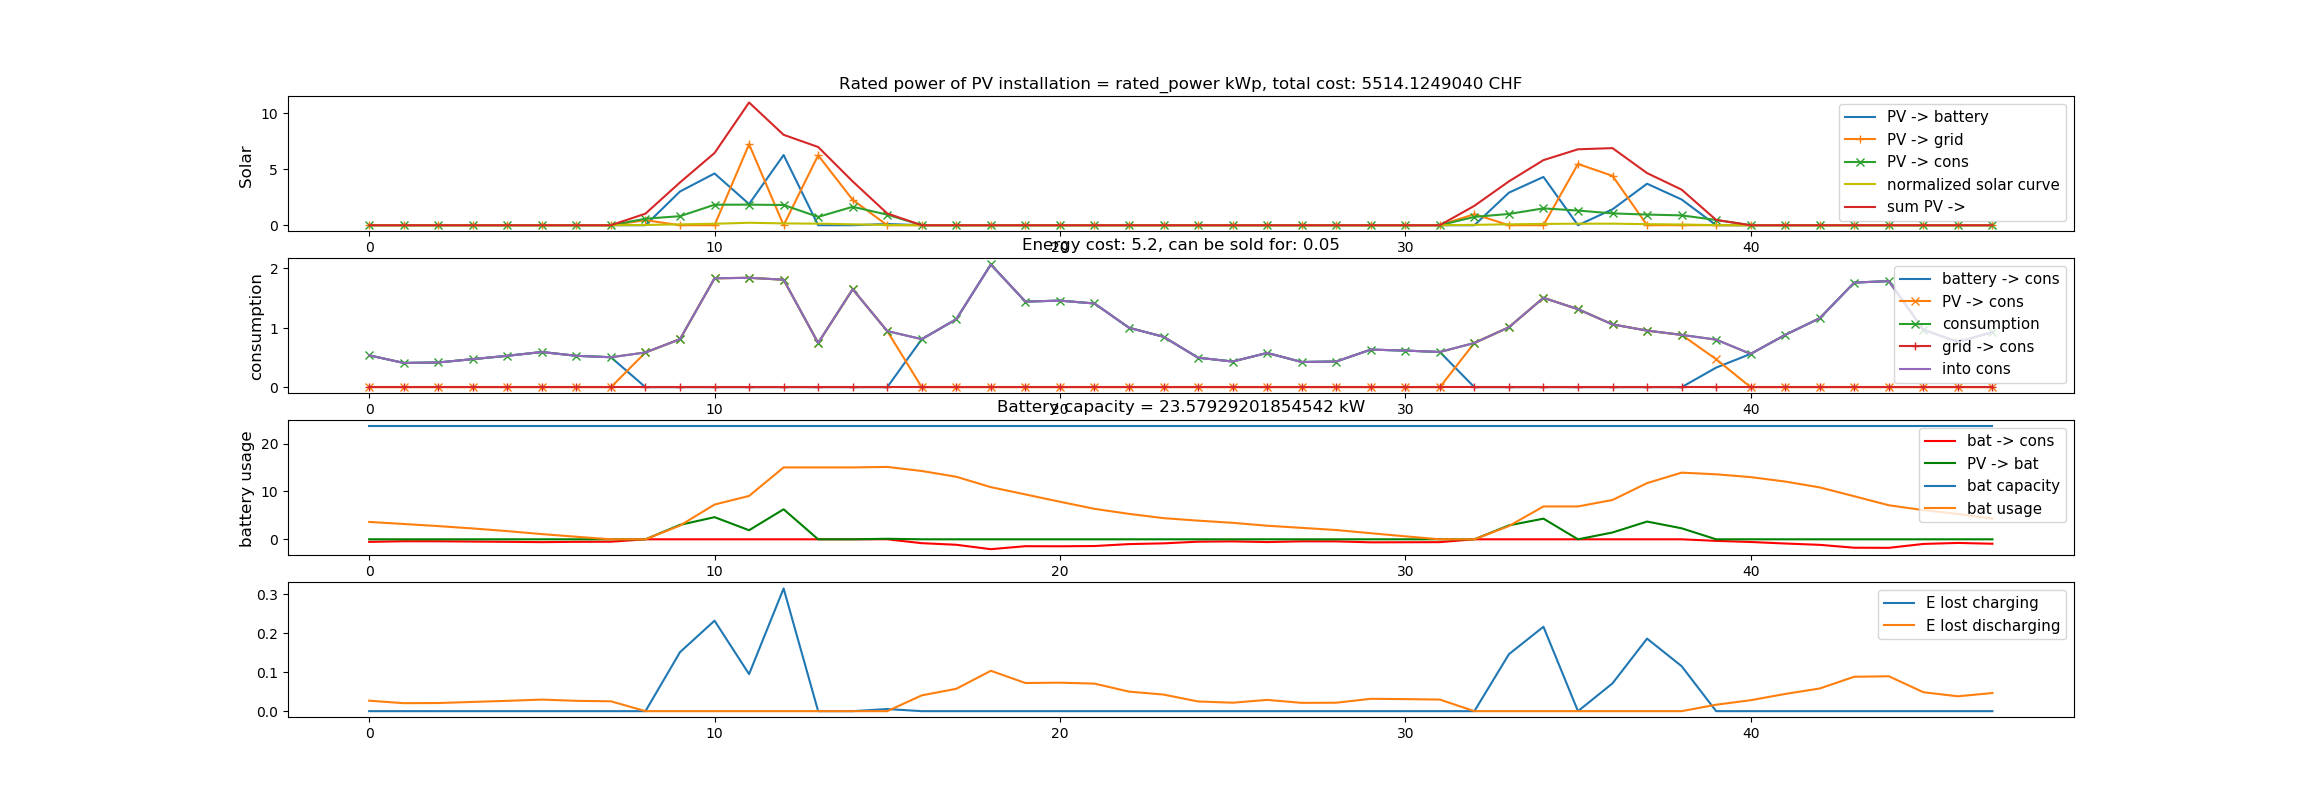 Rated power of PV installation = rated_power kWp, total cost: 5514.1249040 CHF
Solar
10
5
0
PV -> battery
PV -> grid
PV -> cons
normalized solar curve
sum PV ->
0 10 20 30 40
Energy cost: 5.2, can be sold for: 0.05
consumption
2
1
0
battery -> cons
PV -> cons
consumption
grid -> cons
into cons
0 10 20 30 40
Battery capacity = 23.57929201854542 kW
battery usage
20
10
0
bat -> cons
PV -> bat
bat capacity
bat usage
0 10 20 30 40
0.3
0.2
0.1
0.0
E lost charging
E lost discharging
0 10 20 30 40